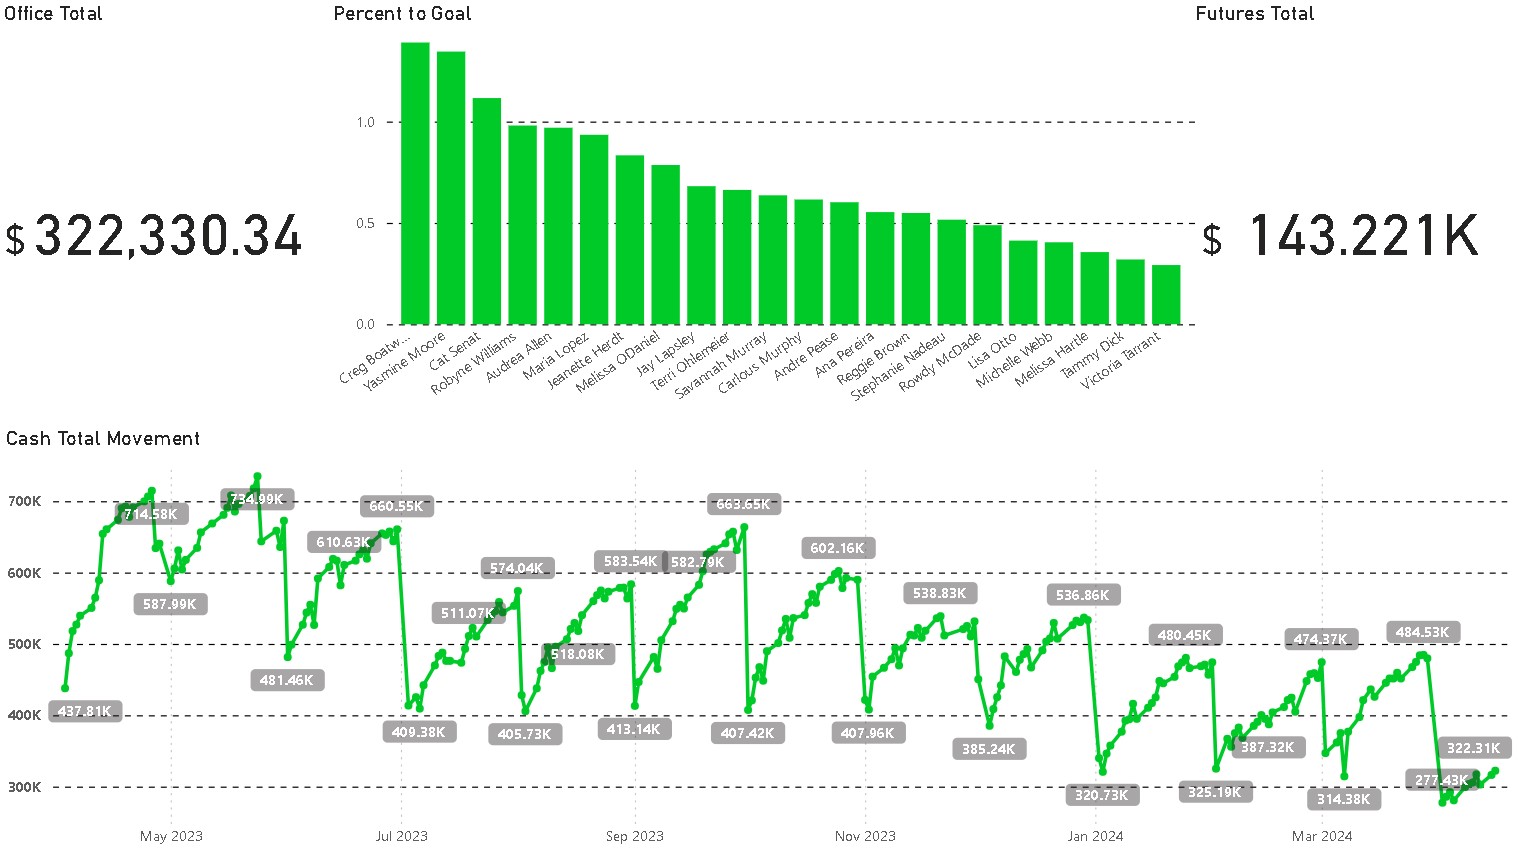 Office Total
Percent to Goal
Futures Total
1.0
0.5
0.0
$ 322,330.34
$ 143.221K
Creg Boatw...
Yasmine Moore
Cat Senat
Robyne Williams
Audrea Allen
Maria Lopez
Jeanette Herdt
Melissa ODaniel
Jay Lapsley
Terri Ohlemeier
Savannah Murray
Carlous Murphy
Andre Pease
Ana Pereira
Reggie Brown
Stephanie Nadeau
Rowdy McDade
Lisa Otto
Michelle Webb
Melissa Hartle
Tammy Dick
Victoria Tarrant
Cash Total Movement
700K
600K
500K
400K
300K
437.81K
714.58K
587.99K
734.99K
481.46K
610.63K
660.55K
409.38K
511.07K
574.04K
405.73K
518.08K
583.54K
413.14K
582.79K
663.65K
407.42K
602.16K
407.96K
538.83K
385.24K
536.86K
320.73K
480.45K
325.19K
387.32K
474.37K
314.38K
484.53K
277.43K
322.31K
May 2023
Jul 2023
Sep 2023
Nov 2023
Jan 2024
Mar 2024